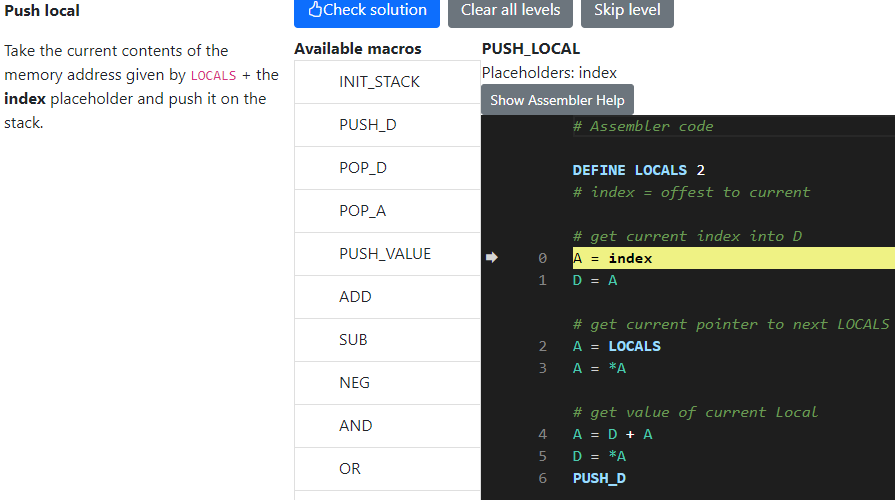 Push local
Take the current contents of the
memory address given by LOCALS + the
index placeholder and push it on the
stack.
Check solution
Clear all levels
Skip level
Available macros
INIT_STACK
PUSH_D
POP_D
POP_A
PUSH_VALUE
ADD
SUB
NEG
AND
OR
PUSH_LOCAL
Placeholders: index
Show Assembler Help
# Assembler code
DEFINE LOCALS 2
# index = offest to current
# get current index into D
0 A = index
1 D = A
# get current pointer to next LOCALS
2 A = LOCALS
3 A = *A
# get value of current Local
4 A = D + A
5 D = *A
6 PUSH_D